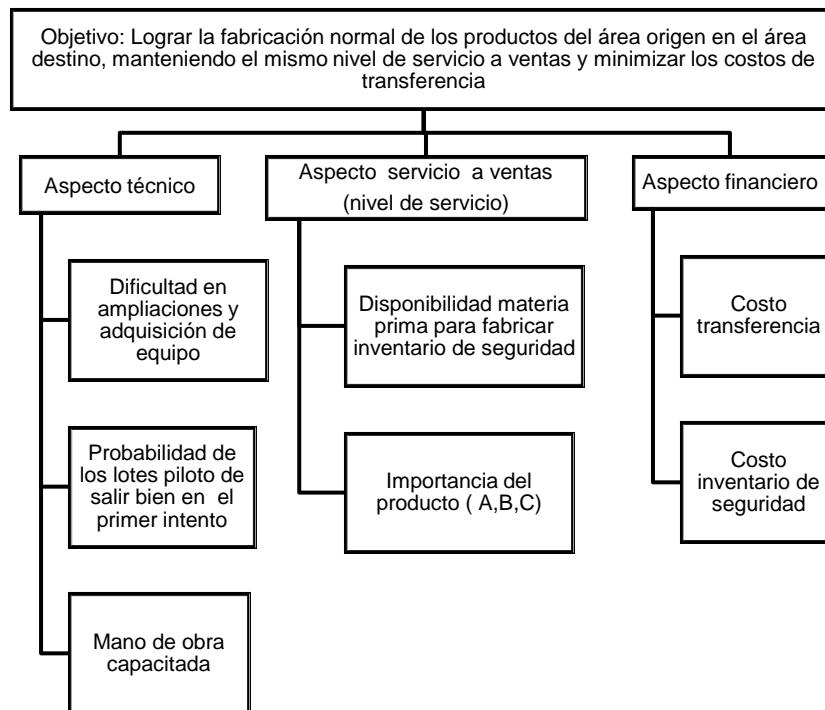 Objetivo: Lograr la fabricación normal de los productos del área origen en el área
destino, manteniendo el mismo nivel de servicio a ventas y minimizar los costos de
transferencia
Aspecto técnico
Aspecto servicio a ventas
(nivel de servicio)
Aspecto financiero
Dificultad en
ampliaciones y
adquisición de
equipo
Disponibilidad materia
prima para fabricar
inventario de seguridad
Costo
transferencia
Probabilidad de
los lotes piloto de
salir bien en el
primer intento
Importancia del
producto ( A,B,C)
Costo
inventario de
seguridad
Mano de obra
capacitada